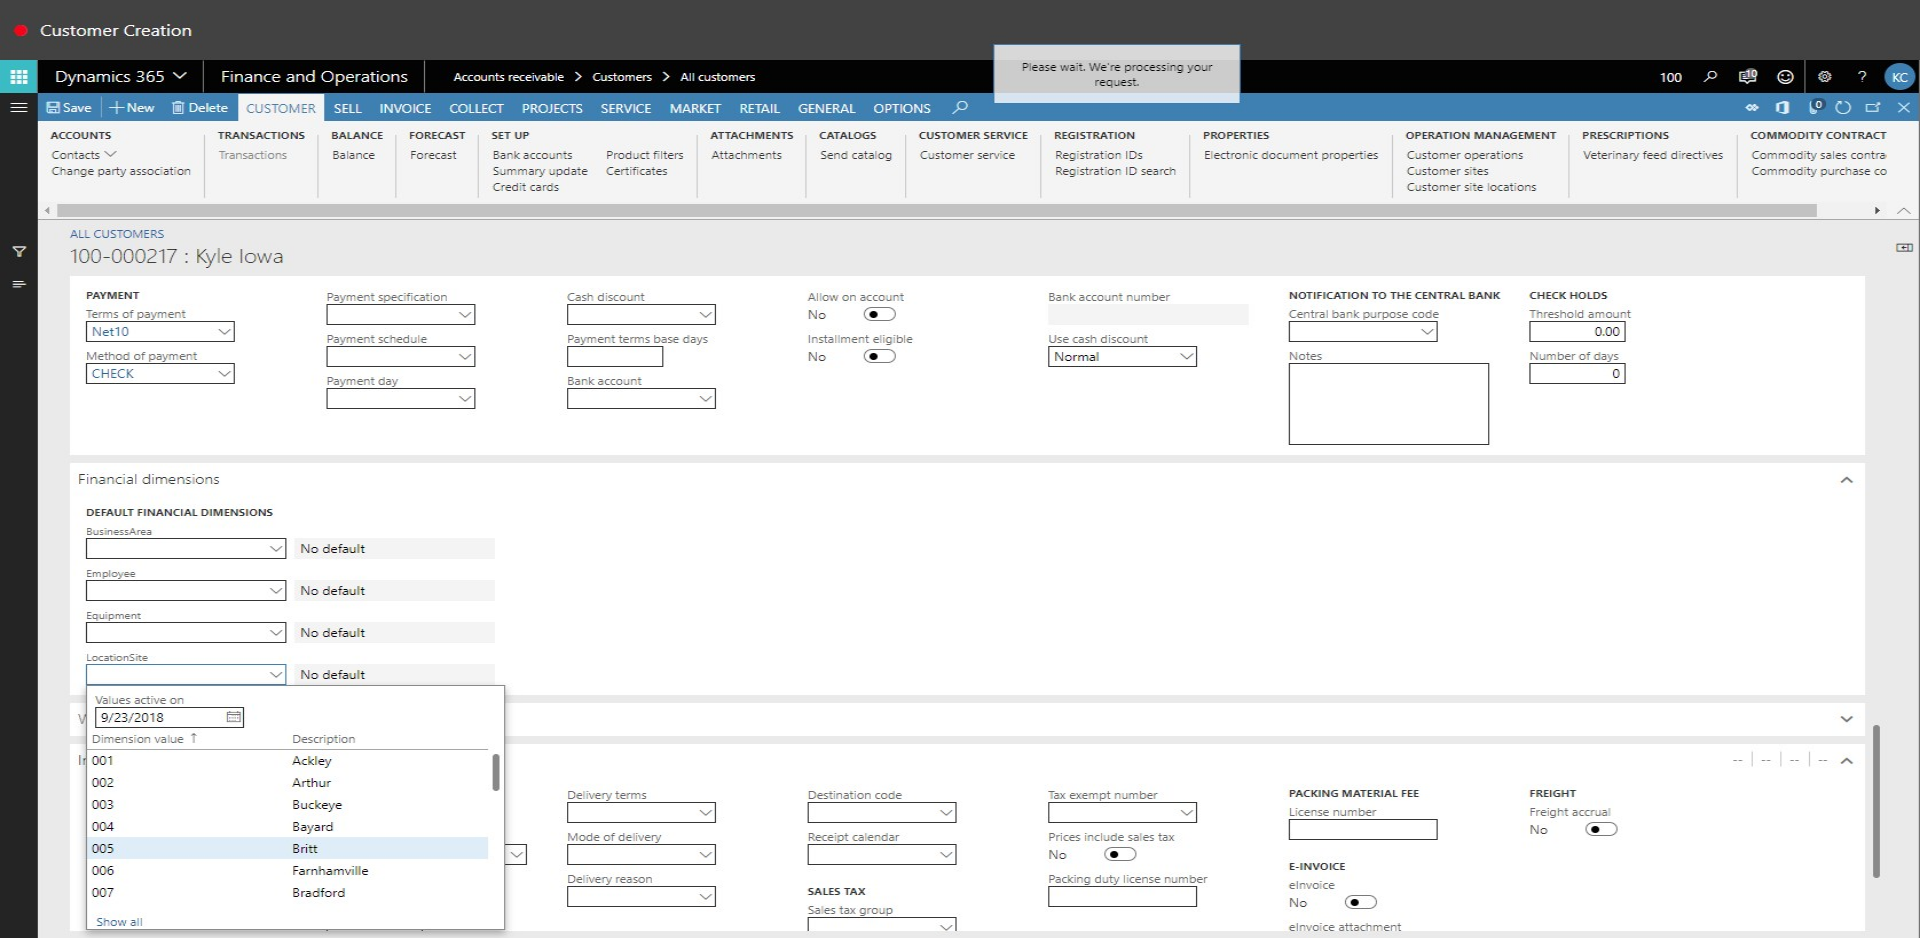 Customer Creation
Dynamics 365
Finance and Operations
Accounts receivable > Customers > All customers
Please wait. We're processing your
request.
100
10
?
KC
Save
New
Delete
CUSTOMER
SELL
INVOICE
COLLECT
PROJECTS
SERVICE
MARKET
RETAIL
GENERAL
OPTIONS
0
ACCOUNTS
Contacts
Change party association
TRANSACTIONS
Transactions
BALANCE
Balance
FORECAST
Forecast
SET UP
Bank accounts
Summary update
Credit cards
Product filters
Certificates
ATTACHMENTS
Attachments
CATALOGS
Send catalog
CUSTOMER SERVICE
Customer service
REGISTRATION
Registration IDs
Registration ID search
PROPERTIES
Electronic document properties
OPERATION MANAGEMENT
Customer operations
Customer sites
Customer site locations
PRESCRIPTIONS
Veterinary feed directives
COMMODITY CONTRACT
Commodity sales contra
Commodity purchase co
ALL CUSTOMERS
100-000217 : Kyle Iowa
PAYMENT
Terms of payment
Net10
Method of payment
CHECK
Payment specification
Payment schedule
Payment day
Cash discount
Payment terms base days
Bank account
Allow on account
No
Installment eligible
No
Bank account number
Use cash discount
Normal
NOTIFICATION TO THE CENTRAL BANK
Central bank purpose code
Notes
CHECK HOLDS
Threshold amount
0.00
Number of days
0
Financial dimensions
DEFAULT FINANCIAL DIMENSIONS
BusinessArea
No default
Employee
No default
Equipment
No default
LocationSite
No default
Values active on
9/23/2018
Dimension value ↑ Description
001 Ackley
002 Arthur
003 Buckeye
004 Bayard
005 Britt
006 Farnhamville
007 Bradford
Show all
-- -- -- --
Delivery terms
Mode of delivery
Delivery reason
Destination code
Receipt calendar
SALES TAX
Sales tax group
Tax exempt number
Prices include sales tax
No
Packing duty license number
PACKING MATERIAL FEE
License number
E-INVOICE
eInvoice
No
eInvoice attachment
FREIGHT
Freight accrual
No